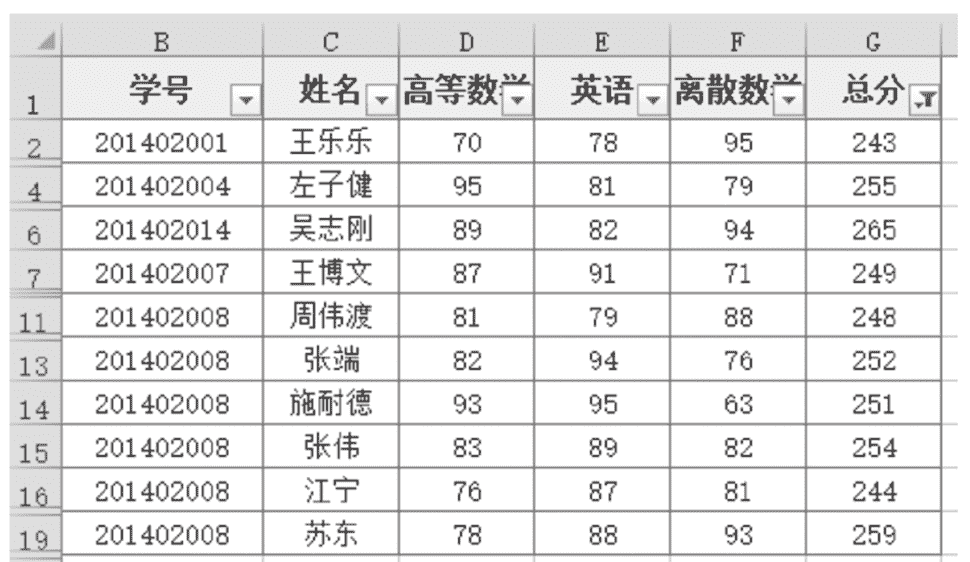 B C D E F G
1 学号 姓名 高等数学 英语 离散数学 总分
2 201402001 王乐乐 70 78 95 243
4 201402004 左子健 95 81 79 255
6 201402014 吴志刚 89 82 94 265
7 201402007 王博文 87 91 71 249
11 201402008 周伟渡 81 79 88 248
13 201402008 张端 82 94 76 252
14 201402008 施耐德 93 95 63 251
15 201402008 张伟 83 89 82 254
16 201402008 江宁 76 87 81 244
19 201402008 苏东 78 88 93 259